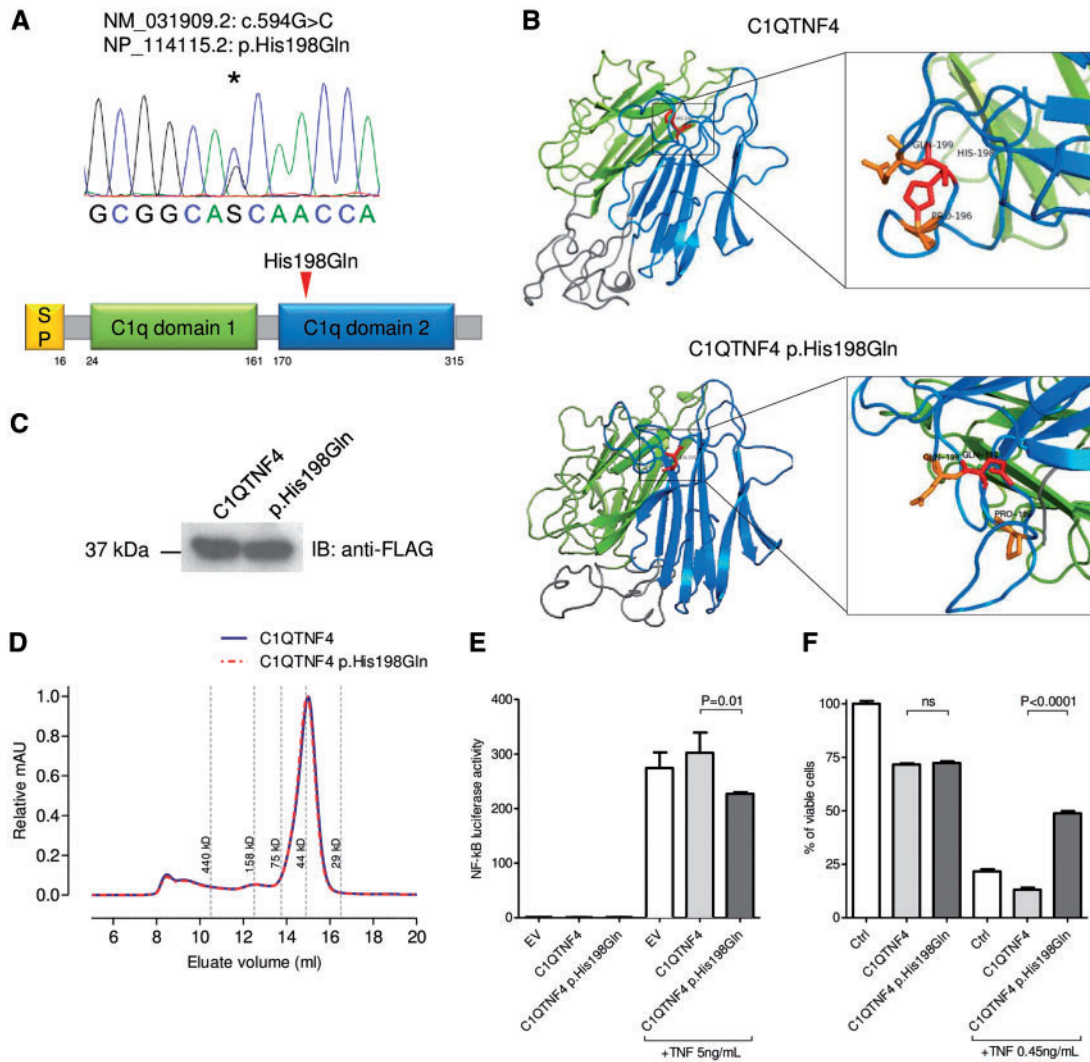 A
NM_031909.2: c.594G>C
NP_114115.2: p.His198Gln
*
GCGGCASCAACCA
His198Gln
SP
C1q domain 1
C1q domain 2
16 24 161 170 315
B
C1QTNF4
GLN-199
HIS-198
PRO-196
C1QTNF4 p.His198Gln
C
C1QTNF4
p.His198Gln
37 kDa
IB: anti-FLAG
D
C1QTNF4
C1QTNF4 p.His198Gln
Relative mAU
1.0
0.8
0.6
0.4
0.2
0.0
440 kD
158 kD
75 kD
44 kD
29 kD
6 8 10 12 14 16 18 20
Eluate volume (ml)
E
NF-kB luciferase activity
400
300
200
100
0
P=0.01
EV
C1QTNF4
C1QTNF4 p.His198Gln
EV
C1QTNF4
C1QTNF4 p.His198Gln
+TNF 5ng/mL
F
% of viable cells
100
75
50
25
0
ns
P<0.0001
Ctrl
C1QTNF4
C1QTNF4 p.His198Gln
Ctrl
C1QTNF4
C1QTNF4 p.His198Gln
+TNF 0.45ng/mL